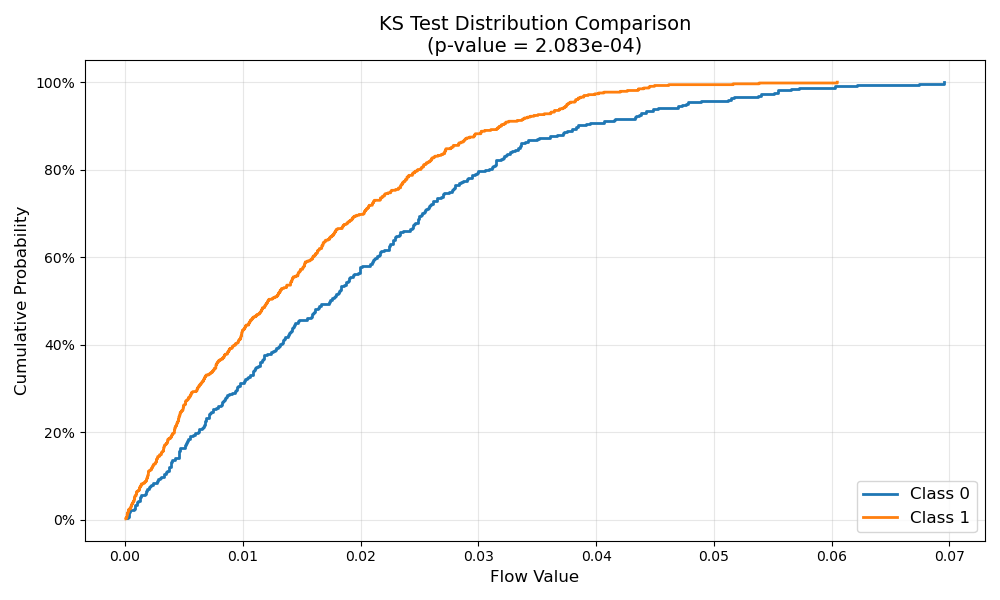 KS Test Distribution Comparison
(p-value = 2.083e-04)
Cumulative Probability
100%
80%
60%
40%
20%
0%
0.00
0.01
0.02
0.03
0.04
0.05
0.06
0.07
Flow Value
Class 0
Class 1